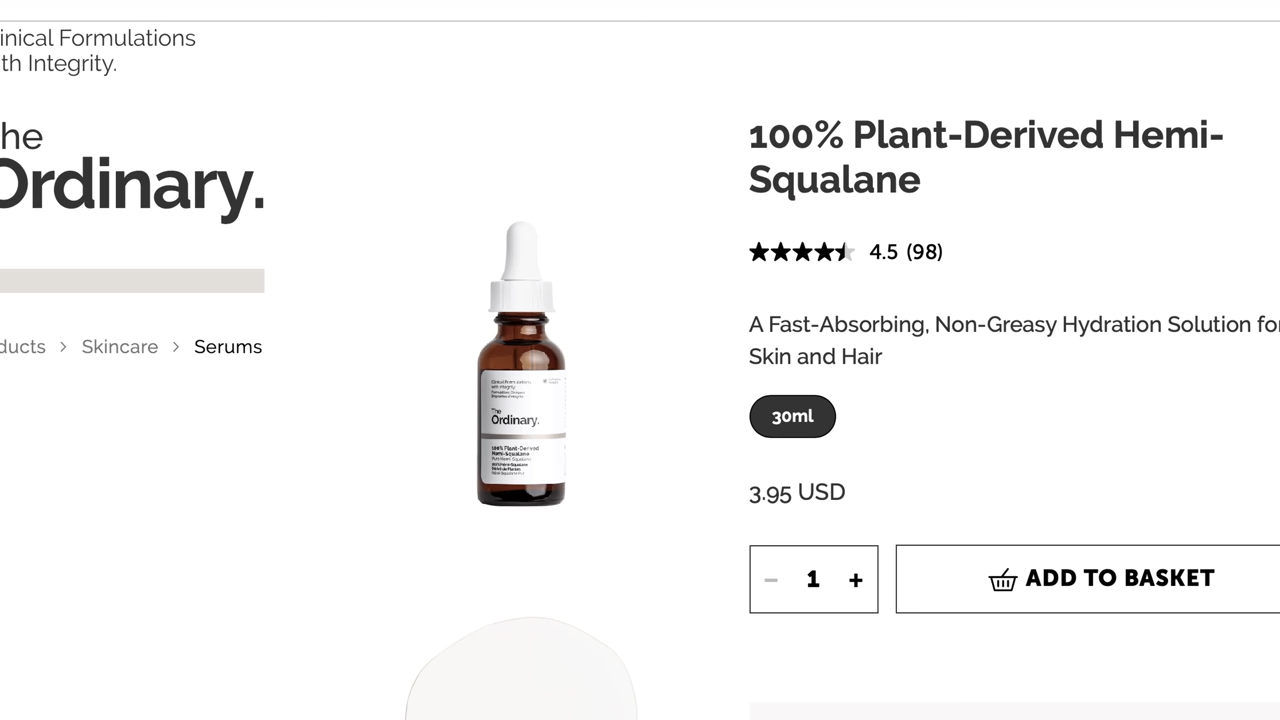 inical Formulations
th Integrity.
he
Ordinary.
ducts > Skincare > Serums
The
Ordinary.
100% Plant-Derived
Hemi-Squalane
100% Plant-Derived Hemi-
Squalane
4.5 (98)
A Fast-Absorbing, Non-Greasy Hydration Solution for
Skin and Hair
30ml
3.95 USD
− 1 +
ADD TO BASKET